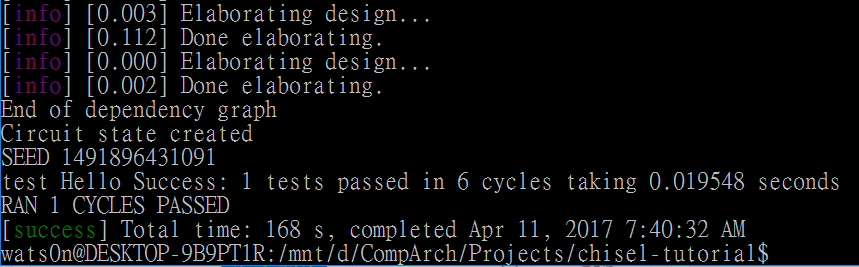 [info] [0.003] Elaborating design...
[info] [0.112] Done elaborating.
[info] [0.000] Elaborating design...
[info] [0.002] Done elaborating.
End of dependency graph
Circuit state created
SEED 1491896431091
test Hello Success: 1 tests passed in 6 cycles taking 0.019548 seconds
RAN 1 CYCLES PASSED
[success] Total time: 168 s, completed Apr 11, 2017 7:40:32 AM
wats0n@DESKTOP-9B9PT1R:/mnt/d/CompArch/Projects/chisel-tutorial$